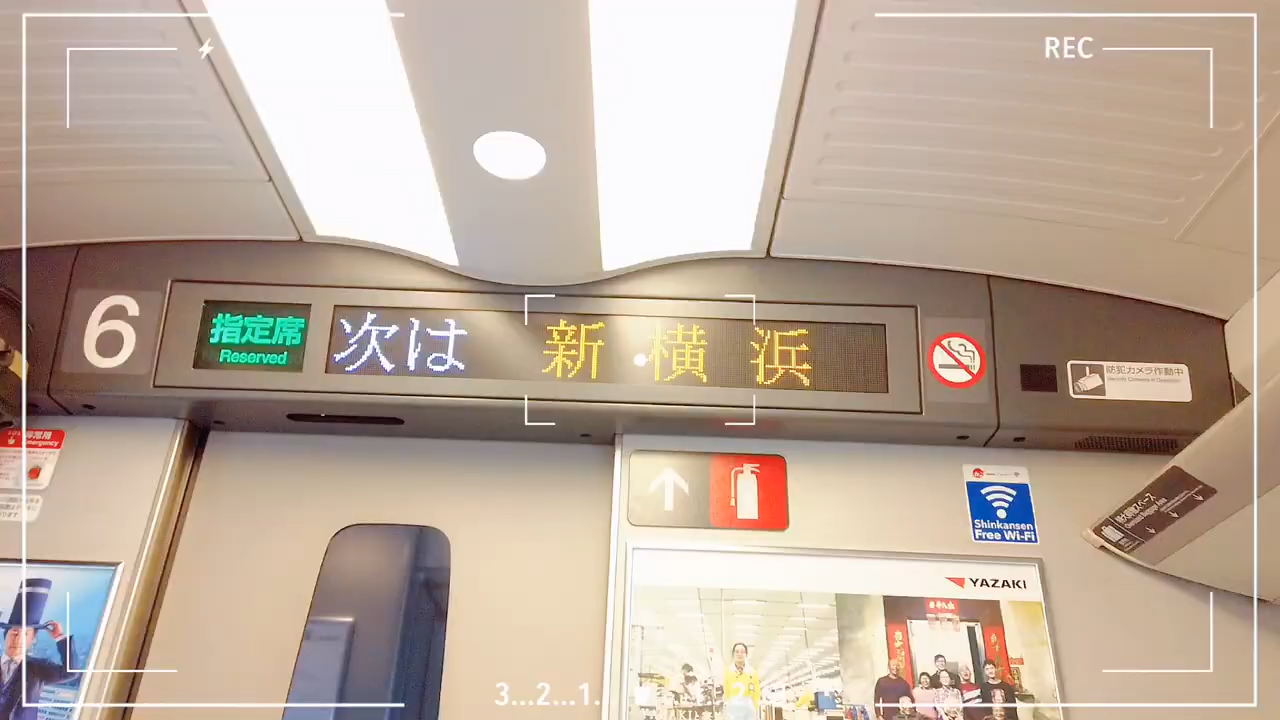 REC
6
指定席
Reserved
次は 新横浜
防犯カメラ作動中
Emergency
Shinkansen
Free Wi-Fi
YAZAKI
3...2...1.